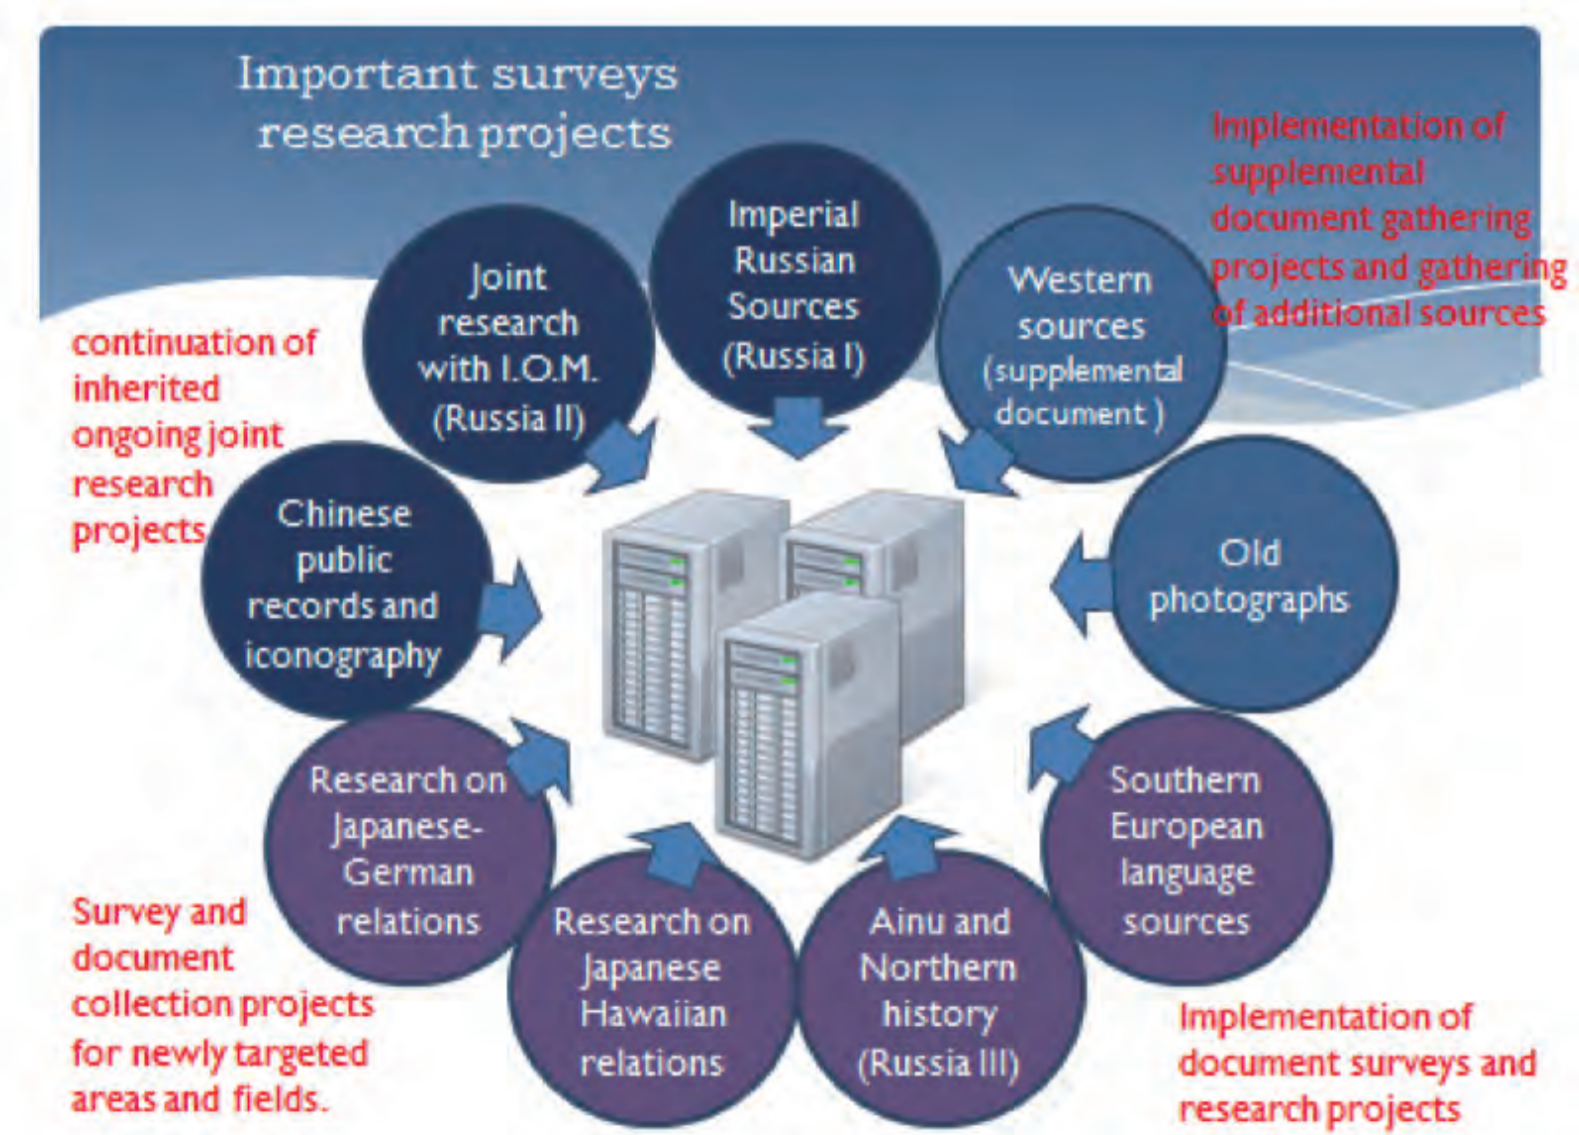 Important surveys
research projects
Implementation of
supplemental
document gathering
projects and gathering
of additional sources
Imperial
Russian
Sources
(Russia I)
Joint
research
with I.O.M.
(Russia II)
Western
sources
(supplemental
document )
continuation of
inherited
ongoing joint
research
projects
Chinese
public
records and
iconography
Old
photographs
Research on
Japanese-
German
relations
Southern
European
language
sources
Survey and
document
collection projects
for newly targeted
areas and fields.
Research on
Japanese
Hawaiian
relations
Ainu and
Northern
history
(Russia III)
Implementation of
document surveys and
research projects